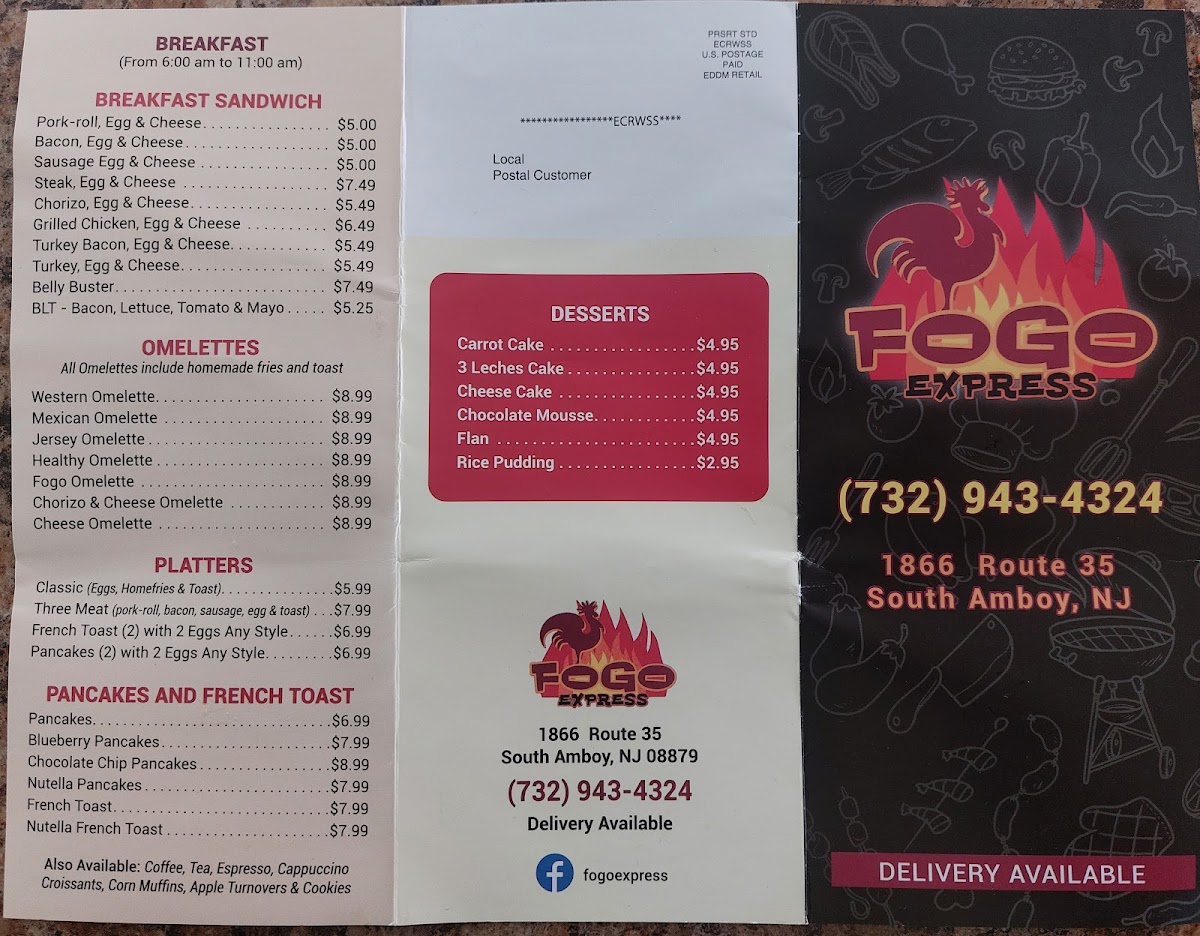 BREAKFAST
(From 6:00 am to 11:00 am)
BREAKFAST SANDWICH
Pork-roll, Egg & Cheese. . . . . . . . . . . . . . . . $5.00
Bacon, Egg & Cheese. . . . . . . . . . . . . . . . . . $5.00
Sausage Egg & Cheese . . . . . . . . . . . . . . . . $5.00
Steak, Egg & Cheese . . . . . . . . . . . . . . . . . . $7.49
Chorizo, Egg & Cheese. . . . . . . . . . . . . . . . . $5.49
Grilled Chicken, Egg & Cheese . . . . . . . . . . $6.49
Turkey Bacon, Egg & Cheese. . . . . . . . . . . . $5.49
Turkey, Egg & Cheese. . . . . . . . . . . . . . . . . . $5.49
Belly Buster. . . . . . . . . . . . . . . . . . . . . . . . . . $7.49
BLT - Bacon, Lettuce, Tomato & Mayo . . . . . $5.25
OMELETTES
All Omelettes include homemade fries and toast
Western Omelette. . . . . . . . . . . . . . . . . . . . . $8.99
Mexican Omelette . . . . . . . . . . . . . . . . . . . . $8.99
Jersey Omelette . . . . . . . . . . . . . . . . . . . . . . $8.99
Healthy Omelette . . . . . . . . . . . . . . . . . . . . . $8.99
Fogo Omelette . . . . . . . . . . . . . . . . . . . . . . . $8.99
Chorizo & Cheese Omelette . . . . . . . . . . . . $8.99
Cheese Omelette . . . . . . . . . . . . . . . . . . . . . $8.99
PLATTERS
Classic (Eggs, Homefries & Toast). . . . . . . . . . . . . .$5.99
Three Meat (pork-roll, bacon, sausage, egg & toast) . . .$7.99
French Toast (2) with 2 Eggs Any Style. . . . . .$6.99
Pancakes (2) with 2 Eggs Any Style. . . . . . . . .$6.99
PANCAKES AND FRENCH TOAST
Pancakes. . . . . . . . . . . . . . . . . . . . . . . . . . . . . .$6.99
Blueberry Pancakes. . . . . . . . . . . . . . . . . . . . .$7.99
Chocolate Chip Pancakes. . . . . . . . . . . . . . . .$8.99
Nutella Pancakes . . . . . . . . . . . . . . . . . . . . . . .$7.99
French Toast. . . . . . . . . . . . . . . . . . . . . . . . . . .$7.99
Nutella French Toast . . . . . . . . . . . . . . . . . . . .$7.99
Also Available: Coffee, Tea, Espresso, Cappuccino
Croissants, Corn Muffins, Apple Turnovers & Cookies
PRSRT STD
ECRWSS
U.S. POSTAGE
PAID
EDDM RETAIL
*****************ECRWSS****
Local
Postal Customer
DESSERTS
Carrot Cake . . . . . . . . . . . . . . . . .$4.95
3 Leches Cake. . . . . . . . . . . . . . .$4.95
Cheese Cake . . . . . . . . . . . . . . . .$4.95
Chocolate Mousse. . . . . . . . . . . .$4.95
Flan . . . . . . . . . . . . . . . . . . . . . . .$4.95
Rice Pudding . . . . . . . . . . . . . . . .$2.95
FOGO
EXPRESS
1866 Route 35
South Amboy, NJ 08879
(732) 943-4324
Delivery Available
f fogoexpress
FOGO
EXPRESS
(732) 943-4324
1866 Route 35
South Amboy, NJ
DELIVERY AVAILABLE